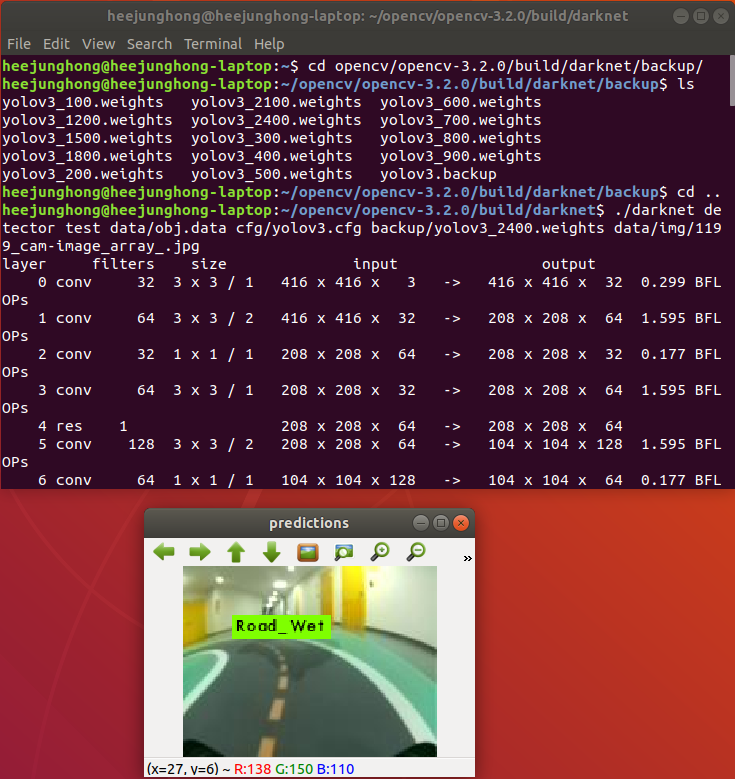 heejunghong@heejunghong-laptop: ~/opencv/opencv-3.2.0/build/darknet
File Edit View Search Terminal Help
heejunghong@heejunghong-laptop:~$ cd opencv/opencv-3.2.0/build/darknet/backup/
heejunghong@heejunghong-laptop:~/opencv/opencv-3.2.0/build/darknet/backup$ ls
yolov3_100.weights yolov3_2100.weights yolov3_600.weights
yolov3_1200.weights yolov3_2400.weights yolov3_700.weights
yolov3_1500.weights yolov3_300.weights yolov3_800.weights
yolov3_1800.weights yolov3_400.weights yolov3_900.weights
yolov3_200.weights yolov3_500.weights yolov3.backup
heejunghong@heejunghong-laptop:~/opencv/opencv-3.2.0/build/darknet/backup$ cd ..
heejunghong@heejunghong-laptop:~/opencv/opencv-3.2.0/build/darknet$ ./darknet de
tector test data/obj.data cfg/yolov3.cfg backup/yolov3_2400.weights data/img/119
9_cam-image_array_.jpg
layer filters size input output
0 conv 32 3 x 3 / 1 416 x 416 x 3 -> 416 x 416 x 32 0.299 BFL
OPs
1 conv 64 3 x 3 / 2 416 x 416 x 32 -> 208 x 208 x 64 1.595 BFL
OPs
2 conv 32 1 x 1 / 1 208 x 208 x 64 -> 208 x 208 x 32 0.177 BFL
OPs
3 conv 64 3 x 3 / 1 208 x 208 x 32 -> 208 x 208 x 64 1.595 BFL
OPs
4 res 1 208 x 208 x 64 -> 208 x 208 x 64
5 conv 128 3 x 3 / 2 208 x 208 x 64 -> 104 x 104 x 128 1.595 BFL
OPs
6 conv 64 1 x 1 / 1 104 x 104 x 128 -> 104 x 104 x 64 0.177 BFL
predictions
»
Road_Wet
(x=27, y=6) ~ R:138 G:150 B:110